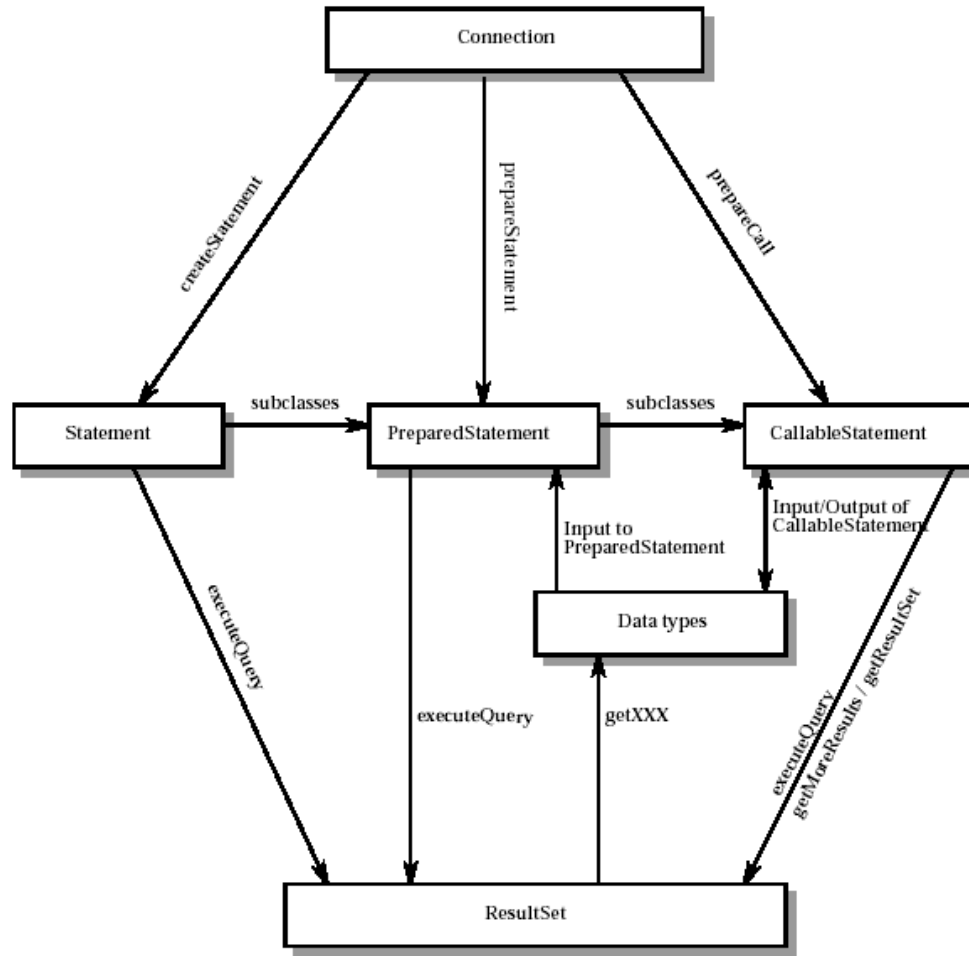 Connection
createStatement
prepareStatement
prepareCall
subclasses
subclasses
Statement
PreparedStatement
CallableStatement
Input to
PreparedStatement
Input/Output of
CallableStatement
Data types
executeQuery
executeQuery
getXXX
executeQuery
getMoreResults / getResultSet
ResultSet